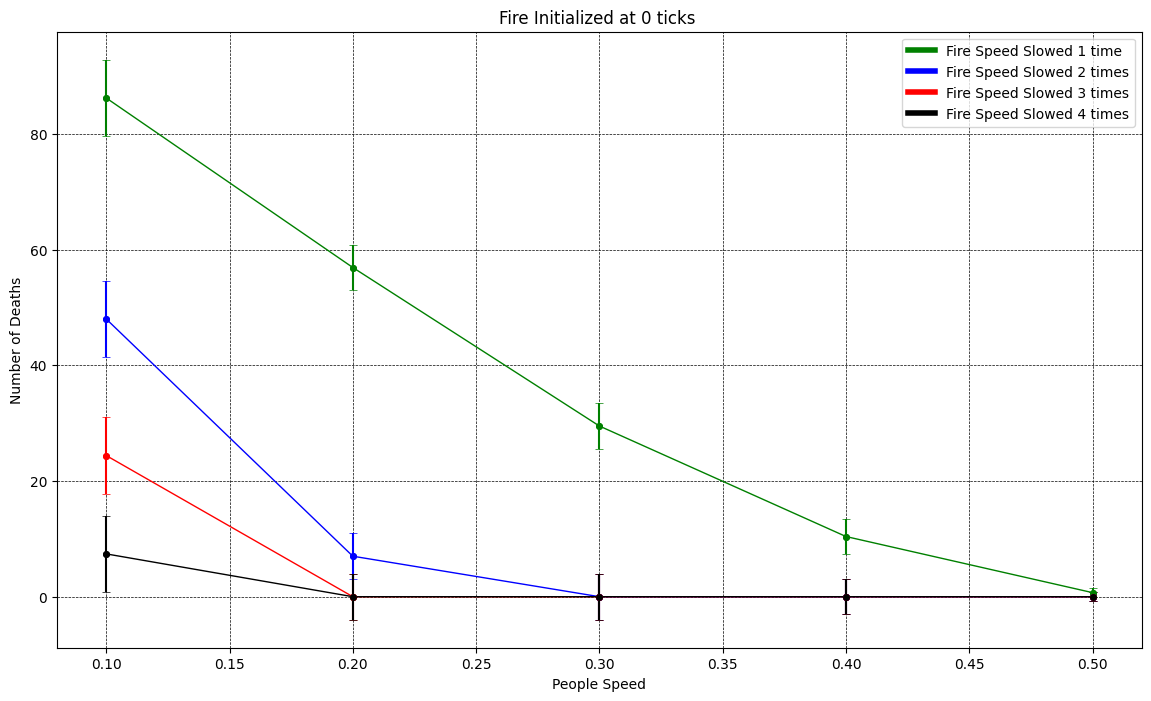 Fire Initialized at 0 ticks
Fire Speed Slowed 1 time
Fire Speed Slowed 2 times
Fire Speed Slowed 3 times
Fire Speed Slowed 4 times
Number of Deaths
80
60
40
20
0
0.10 0.15 0.20 0.25 0.30 0.35 0.40 0.45 0.50
People Speed